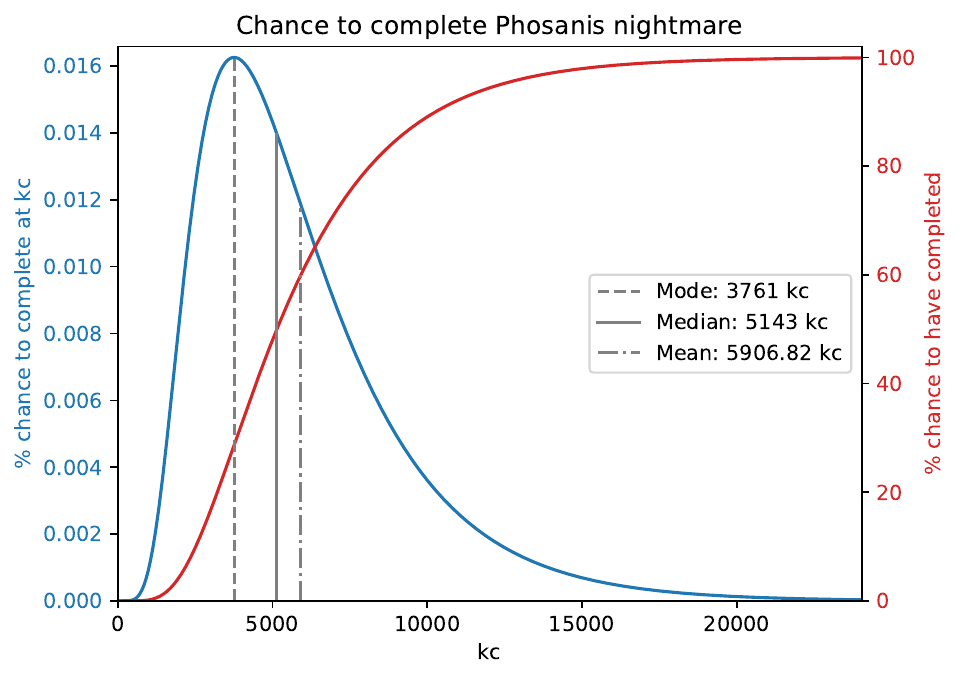 Chance to complete Phosanis nightmare
% chance to complete at kc
0.016
0.014
0.012
0.010
0.008
0.006
0.004
0.002
0.000
100
80
60
40
20
0
% chance to have completed
Mode: 3761 kc
Median: 5143 kc
Mean: 5906.82 kc
0 5000 10000 15000 20000
kc